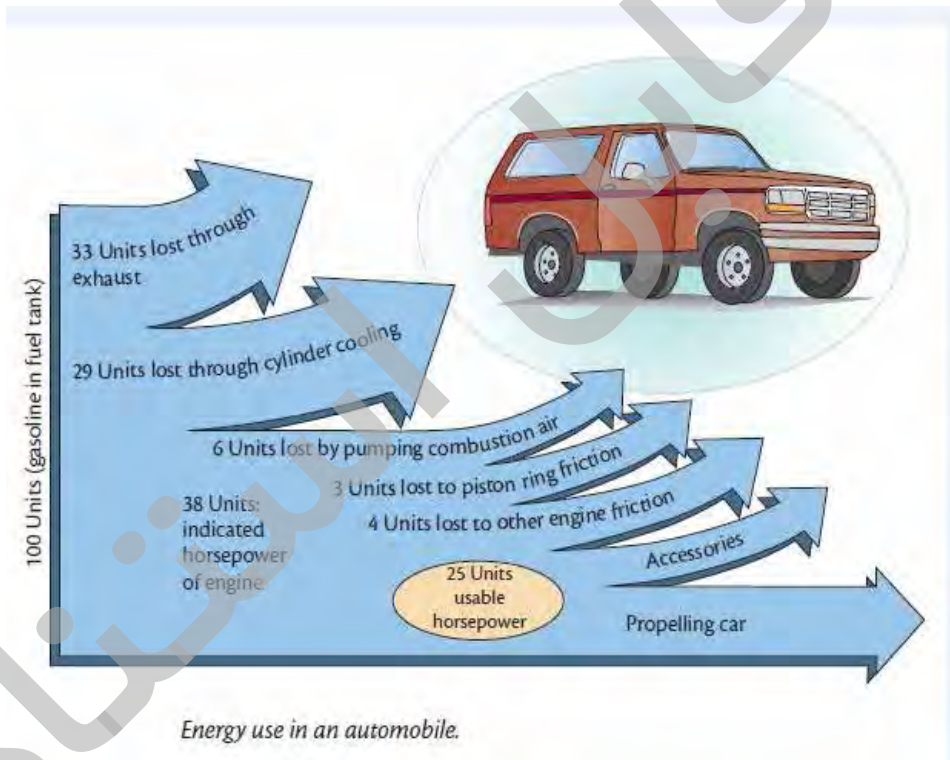 100 Units (gasoline in fuel tank)
33 Units lost through
exhaust
29 Units lost through cylinder cooling
6 Units lost by pumping combustion air
3 Units lost to piston ring friction
4 Units lost to other engine friction
38 Units:
indicated
horsepower
of engine
Accessories
25 Units
usable
horsepower
Propelling car
Energy use in an automobile.